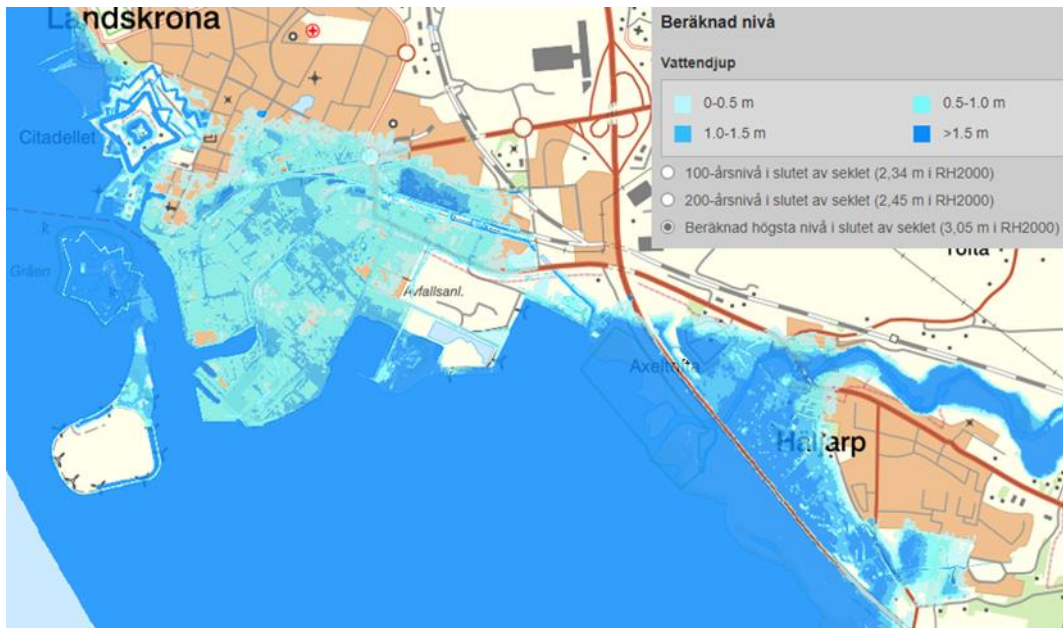 Landskrona
Citadellet
R
Gråen
Avfallsanl.
Axeltofta
Häljarp
Tofta
Beräknad nivå
Vattendjup
0-0.5 m
0.5-1.0 m
1.0-1.5 m
>1.5 m
100-årsnivå i slutet av seklet (2,34 m i RH2000)
200-årsnivå i slutet av seklet (2,45 m i RH2000)
Beräknad högsta nivå i slutet av seklet (3,05 m i RH2000)